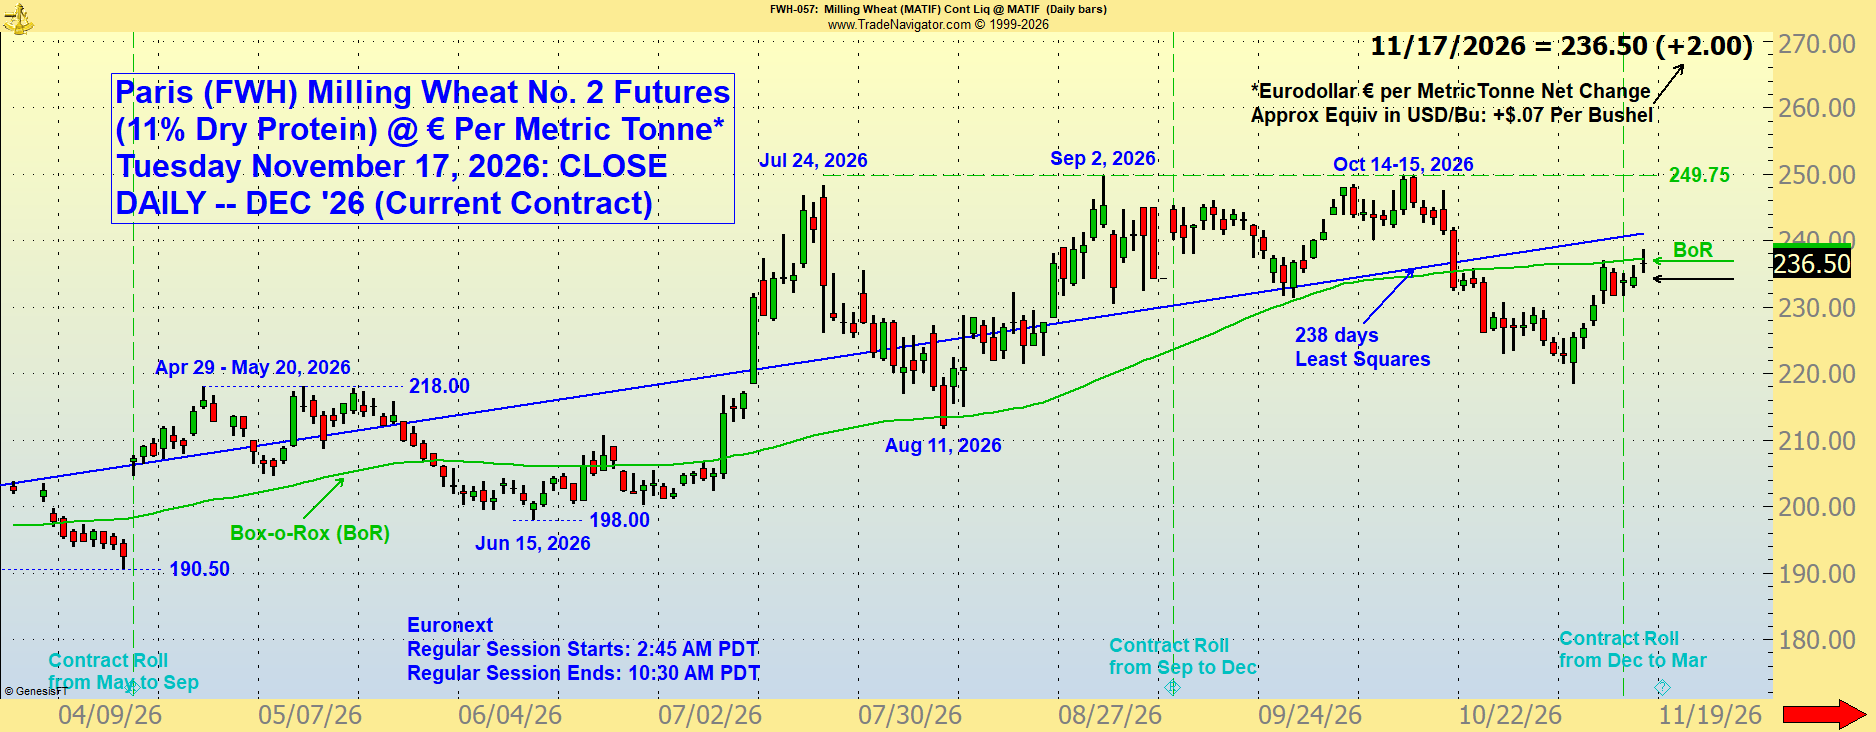 FWH-057: Milling Wheat (MATIF) Cont Liq @ MATIF (Daily bars)
www.TradeNavigator.com © 1999-2026
11/17/2026 = 236.50 (+2.00)
*Eurodollar € per MetricTonne Net Change
Approx Equiv in USD/Bu: +$.07 Per Bushel
Paris (FWH) Milling Wheat No. 2 Futures
(11% Dry Protein) @ € Per Metric Tonne*
Tuesday November 17, 2026: CLOSE
DAILY -- DEC '26 (Current Contract)
Jul 24, 2026
Sep 2, 2026
Oct 14-15, 2026
249.75
BoR
238 days
Least Squares
Apr 29 - May 20, 2026
218.00
Aug 11, 2026
Box-o-Rox (BoR)
198.00
Jun 15, 2026
190.50
Euronext
Regular Session Starts: 2:45 AM PDT
Regular Session Ends: 10:30 AM PDT
Contract Roll
from May to Sep
Contract Roll
from Sep to Dec
Contract Roll
from Dec to Mar
R
?
© GenesisFT
270.00
260.00
250.00
240.00
236.50
230.00
220.00
210.00
200.00
190.00
180.00
04/09/26
05/07/26
06/04/26
07/02/26
07/30/26
08/27/26
09/24/26
10/22/26
11/19/26